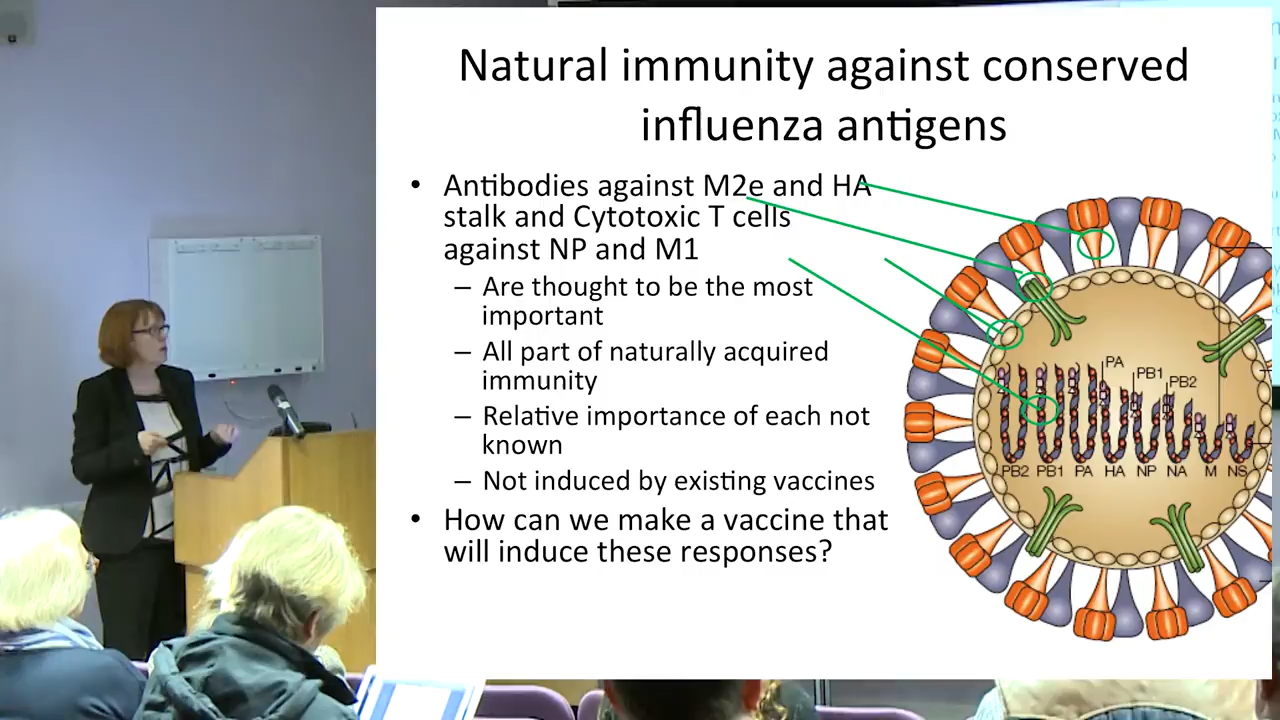 Natural immunity against conserved
influenza antigens
• Antibodies against M2e and HA
stalk and Cytotoxic T cells
against NP and M1
– Are thought to be the most
important
– All part of naturally acquired
immunity
– Relative importance of each not
known
– Not induced by existing vaccines
• How can we make a vaccine that
will induce these responses?
PA
PB1
PB2
PB2 PB1 PA HA NP NA M NS